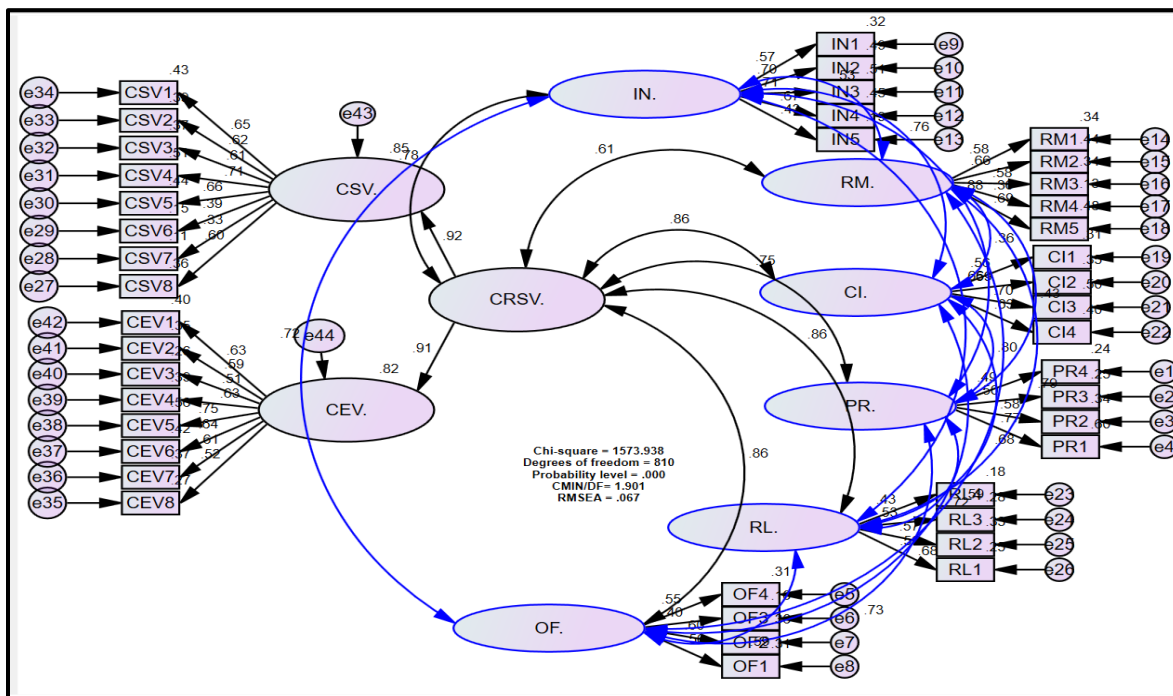 .32
IN1
e9
.57
IN2
e10
.70
IN.
IN3
e11
.71
IN4
e12
.67
IN5
e13
.42
.76
.53
.43
e34
CSV1
e33
CSV2
e32
CSV3
e31
CSV4
e30
CSV5
e29
CSV6
e28
CSV7
e27
CSV8
.65
.62
.61
.71
.66
.39
.33
.60
.36
.44
e43
.85
.78
CSV.
.92
.61
.34
RM1
e14
RM2
e15
RM3
e16
RM4
e17
RM5
e18
.58
.66
.58
RM.
.86
.75
.36
CRSV.
CI.
CI1
e19
CI2
e20
CI3
e21
CI4
e22
.70
.40
e42
CEV1
e41
CEV2
e40
CEV3
e39
CEV4
e38
CEV5
e37
CEV6
e36
CEV7
e35
CEV8
.63
.59
.51
.63
.75
.64
.61
.52
.27
.72
e44
.91
.82
CEV.
.86
.80
.24
PR.
PR4
e1
PR3
e2
PR2
e3
PR1
e4
.49
.58
.68
Chi-square = 1573.938
Degrees of freedom = 810
Probability level = .000
CMIN/DF= 1.901
RMSEA = .067
.86
.18
RL.
RL4
e23
RL3
e24
RL2
e25
RL1
e26
.43
.53
.68
.31
OF.
OF4
e5
OF3
e6
OF2
e7
OF1
e8
.55
.40
.60
.73